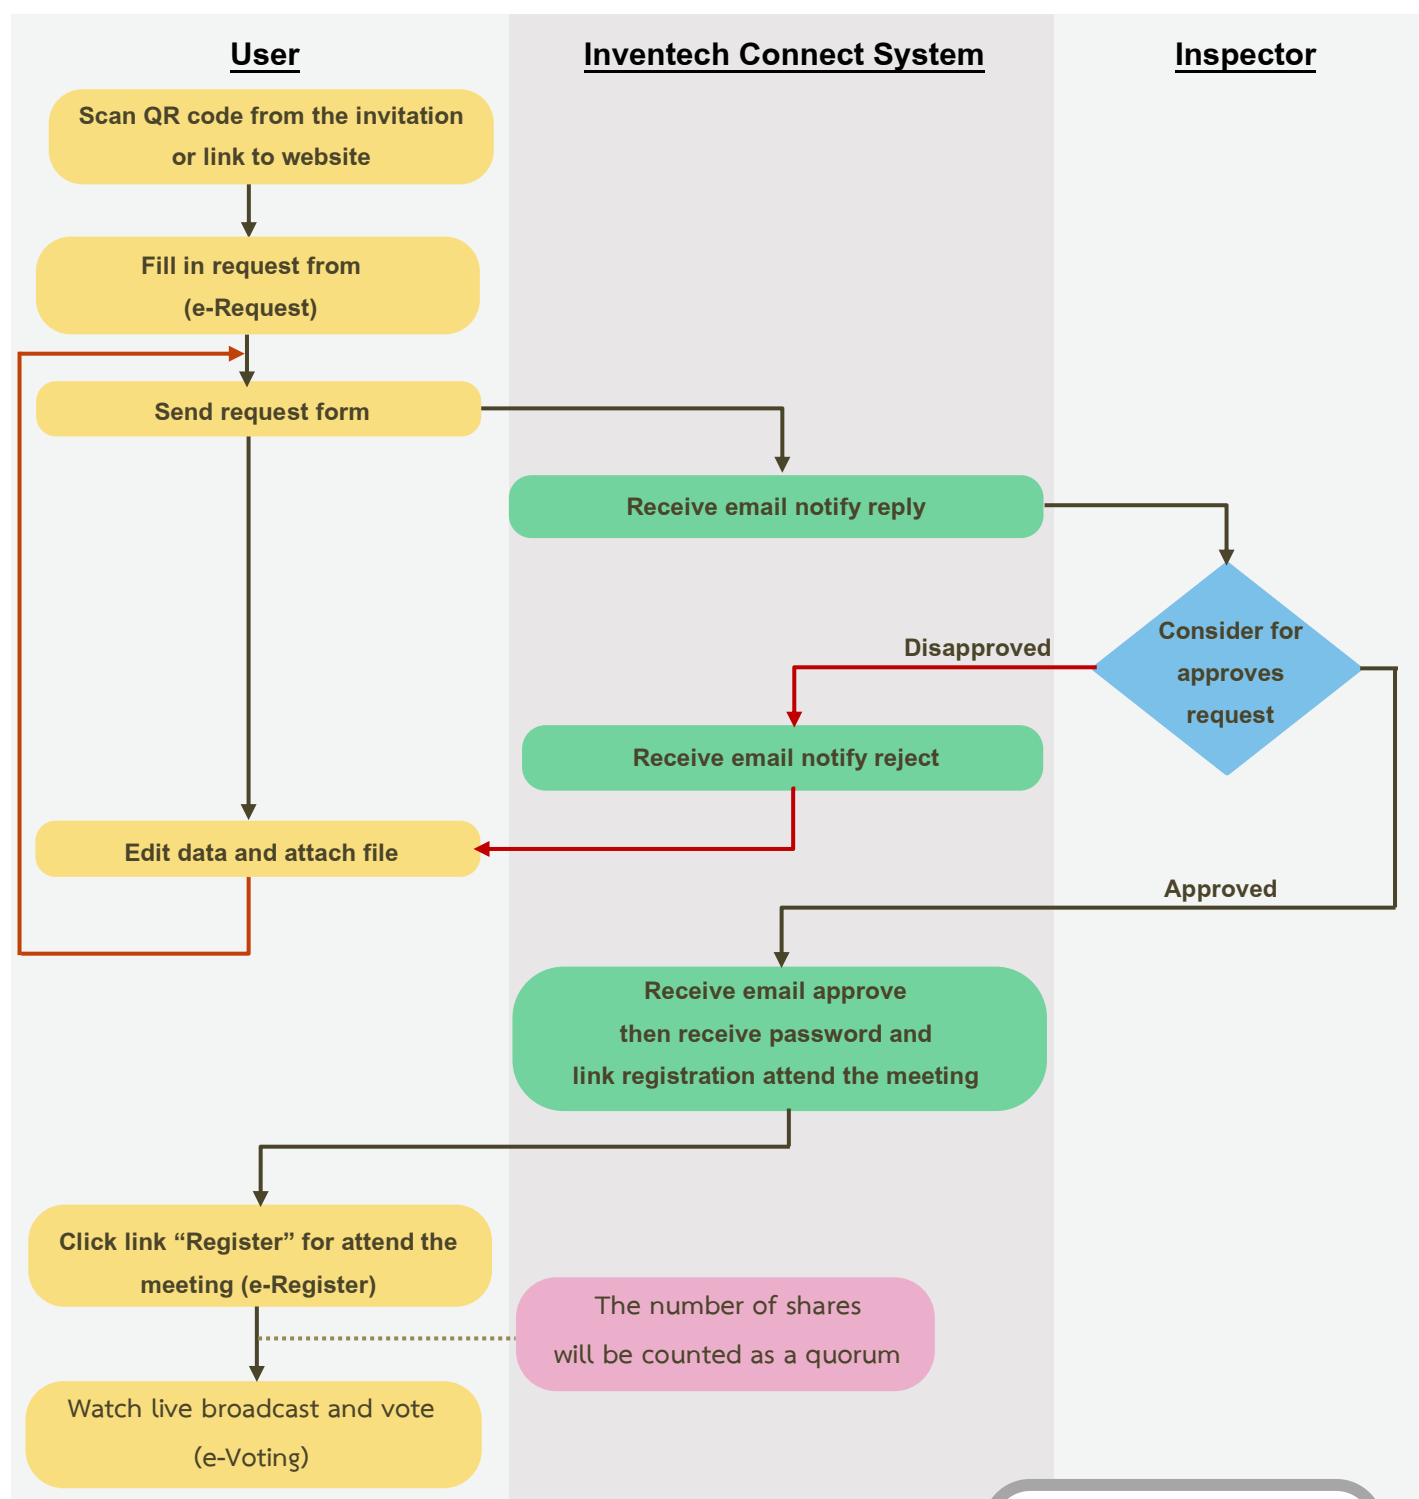 User
Inventech Connect System
Inspector
Scan QR code from the invitation
or link to website
Fill in request from
(e-Request)
Send request form
Receive email notify reply
Consider for
approves
request
Disapproved
Receive email notify reject
Edit data and attach file
Approved
Receive email approve
then receive password and
link registration attend the meeting
Click link “Register” for attend the
meeting (e-Register)
The number of shares
will be counted as a quorum
Watch live broadcast and vote
(e-Voting)